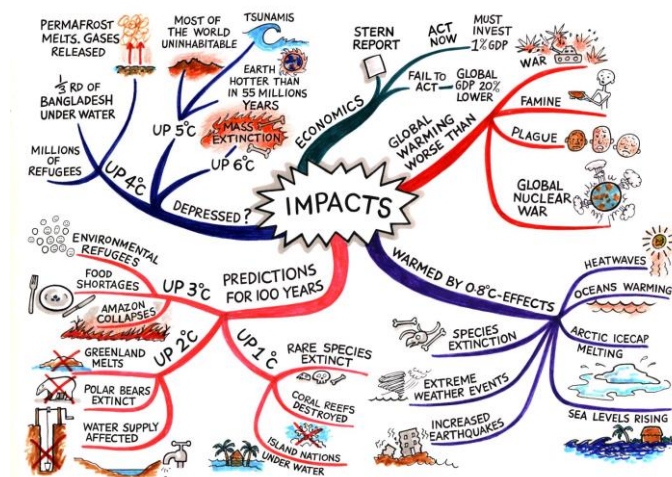 IMPACTS
ECONOMICS
STERN
REPORT
ACT
NOW
MUST
INVEST
1% GDP
FAIL TO
ACT
GLOBAL
GDP 20%
LOWER
GLOBAL
WARMING
WORSE THAN
WAR
FAMINE
PLAGUE
GLOBAL
NUCLEAR
WAR
WARMED BY 0.8°C-EFFECTS
HEATWAVES
OCEANS WARMING
ARCTIC ICECAP
MELTING
SEA LEVELS RISING
SPECIES
EXTINCTION
EXTREME
WEATHER EVENTS
INCREASED
EARTHQUAKES
PREDICTIONS
FOR 100 YEARS
UP 1°C
RARE SPECIES
EXTINCT
CORAL REEFS
DESTROYED
ISLAND NATIONS
UNDER WATER
UP 2°C
GREENLAND
MELTS
POLAR BEARS
EXTINCT
WATER SUPPLY
AFFECTED
UP 3°C
ENVIRONMENTAL
REFUGEES
FOOD
SHORTAGES
AMAZON
COLLAPSES
DEPRESSED?
UP 4°C
MILLIONS OF
REFUGEES
1/3 RD OF
BANGLADESH
UNDER WATER
PERMAFROST
MELTS. GASES
RELEASED
UP 5°C
MOST OF
THE WORLD
UNINHABITABLE
TSUNAMIS
EARTH
HOTTER THAN
IN 55 MILLIONS
YEARS
UP 6°C
MASS
EXTINCTION